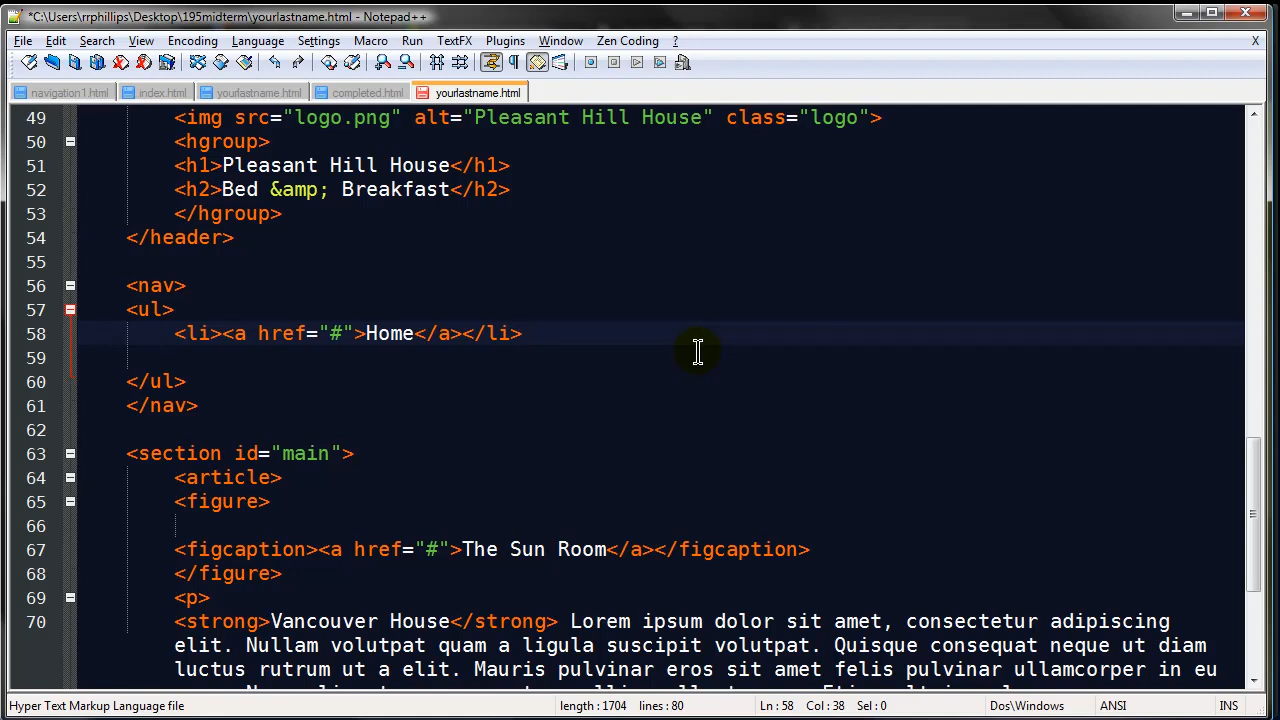 *C:\Users\rrphillips\Desktop\195midterm\yourlastname.html - Notepad++
File Edit Search View Encoding Language Settings Macro Run TextFX Plugins Window Zen Coding ? X
navigation1.html index.html yourlastname.html completed.html yourlastname.html
49 <img src="logo.png" alt="Pleasant Hill House" class="logo">
50 <hgroup>
51 <h1>Pleasant Hill House</h1>
52 <h2>Bed &amp; Breakfast</h2>
53 </hgroup>
54 </header>
55
56 <nav>
57 <ul>
58 <li><a href="#">Home</a></li>
59
60 </ul>
61 </nav>
62
63 <section id="main">
64 <article>
65 <figure>
66
67 <figcaption><a href="#">The Sun Room</a></figcaption>
68 </figure>
69 <p>
70 <strong>Vancouver House</strong> Lorem ipsum dolor sit amet, consectetur adipiscing
elit. Nullam volutpat quam a ligula suscipit volutpat. Quisque consequat neque ut diam
luctus rutrum ut a elit. Mauris pulvinar eros sit amet felis pulvinar ullamcorper in eu
Hyper Text Markup Language file length : 1704 lines : 80 Ln : 58 Col : 38 Sel : 0 Dos\Windows ANSI INS